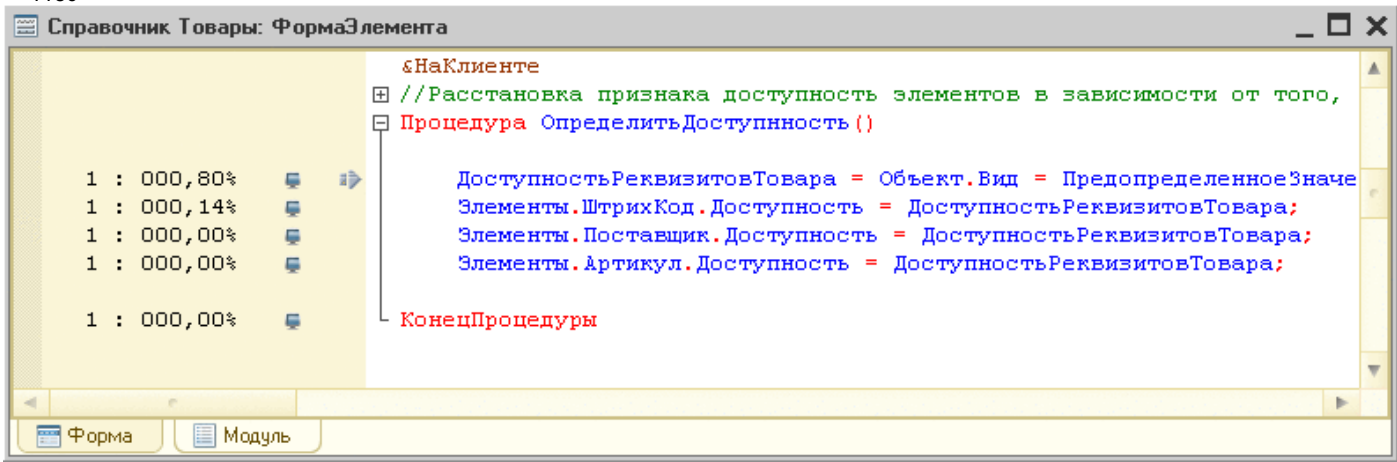 Справочник Товары: ФормаЭлемента
&НаКлиенте
//Расстановка признака доступность элементов в зависимости от того,
Процедура ОпределитьДоступнность()
1 : 000,80% ДоступностьРеквизитовТовара = Объект.Вид = ПредопределенноеЗначе
1 : 000,14% Элементы.ШтрихКод.Доступность = ДоступностьРеквизитовТовара;
1 : 000,00% Элементы.Поставщик.Доступность = ДоступностьРеквизитовТовара;
1 : 000,00% Элементы.Артикул.Доступность = ДоступностьРеквизитовТовара;
1 : 000,00% КонецПроцедуры
Форма Модуль